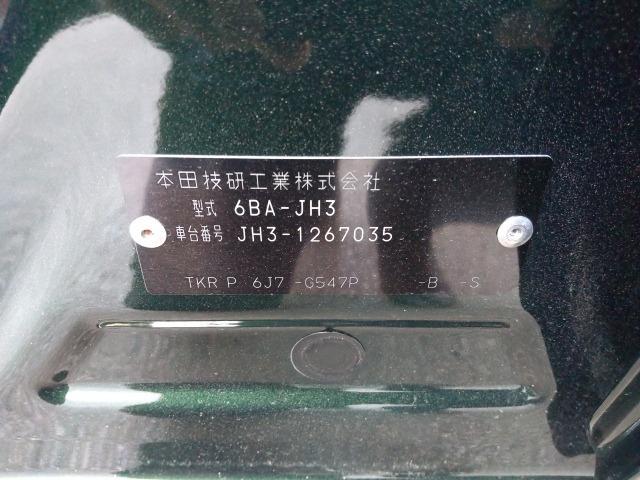 本田技研工業株式会社
型式 6BA-JH3
車台番号 JH3-1267035
TKR P 6J7 -G547P -B -S